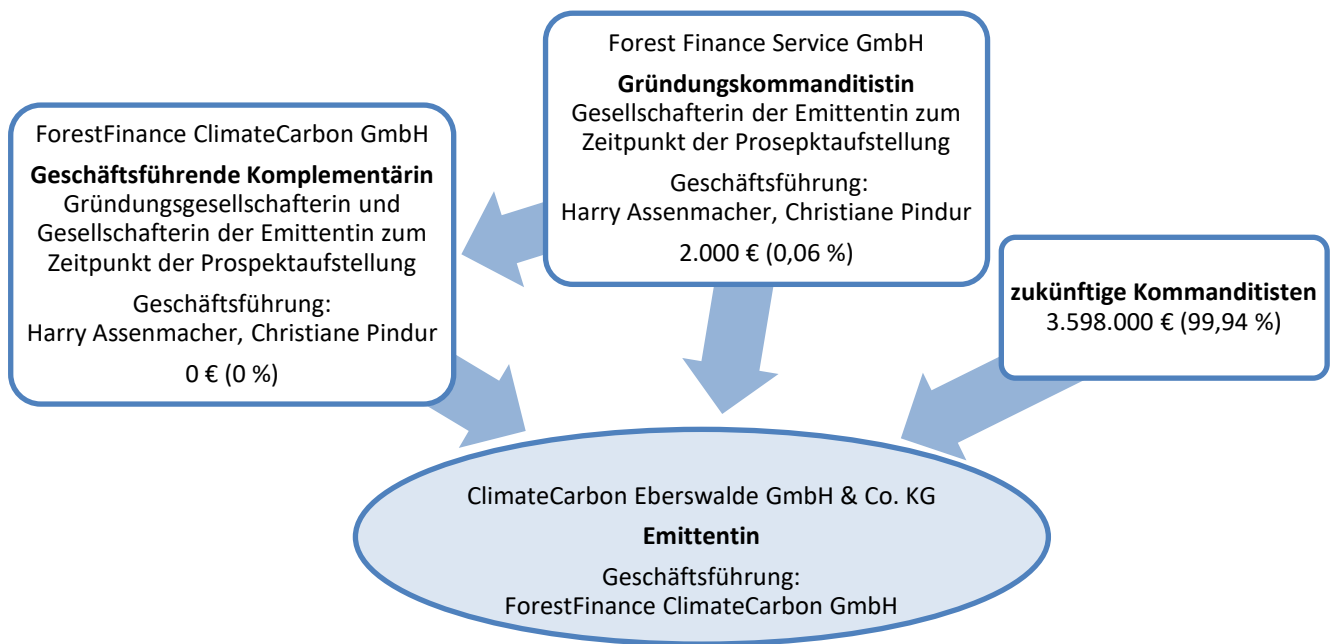 ForestFinance ClimateCarbon GmbH
Geschäftsführende Komplementärin
Gründungsgesellschafterin und
Gesellschafterin der Emittentin zum
Zeitpunkt der Prospektaufstellung
Geschäftsführung:
Harry Assenmacher, Christiane Pindur
0 € (0 %)
Forest Finance Service GmbH
Gründungskommanditistin
Gesellschafterin der Emittentin zum
Zeitpunkt der Prosepktaufstellung
Geschäftsführung:
Harry Assenmacher, Christiane Pindur
2.000 € (0,06 %)
zukünftige Kommanditisten
3.598.000 € (99,94 %)
ClimateCarbon Eberswalde GmbH & Co. KG
Emittentin
Geschäftsführung:
ForestFinance ClimateCarbon GmbH